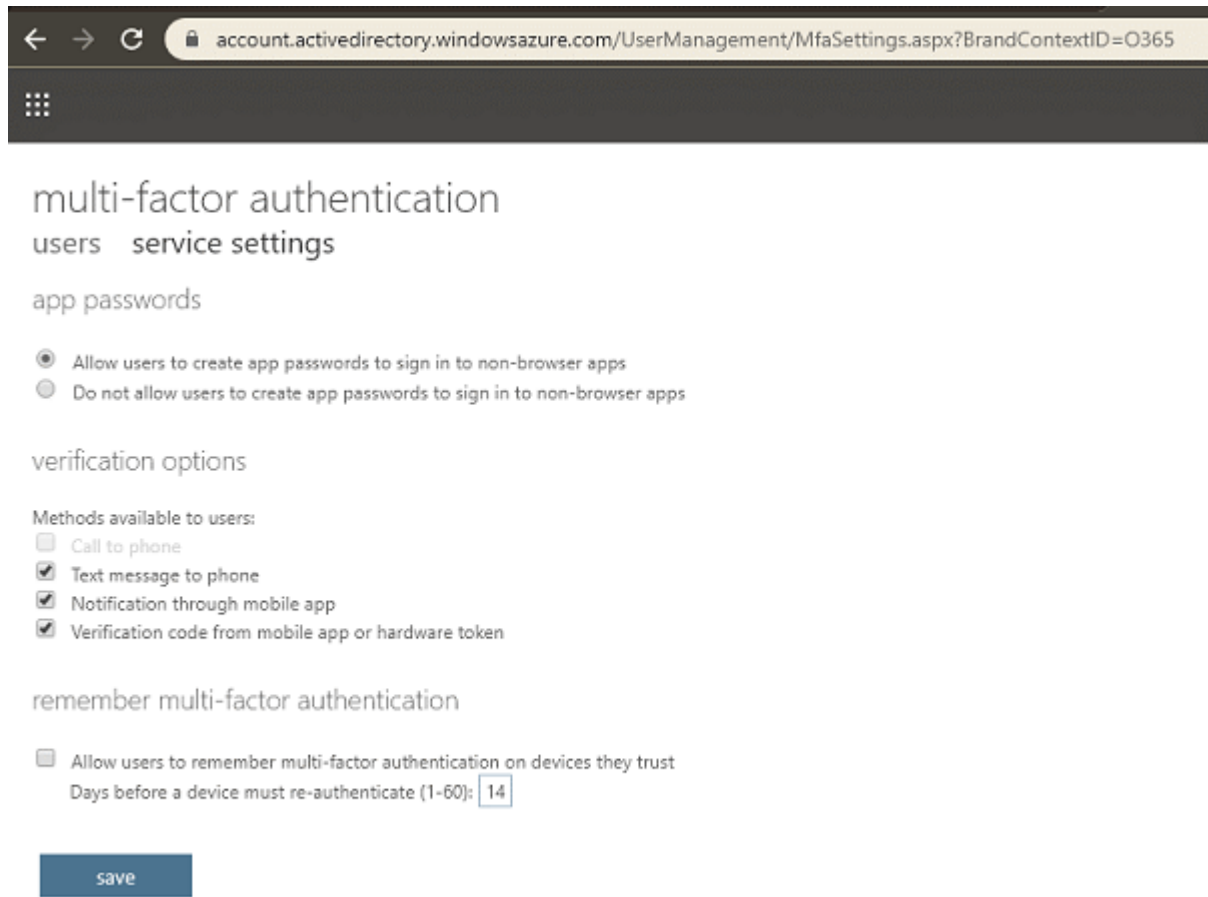 account.activedirectory.windowsazure.com/UserManagement/MfaSettings.aspx?BrandContextID=O365
multi-factor authentication
users service settings
app passwords
Allow users to create app passwords to sign in to non-browser apps
Do not allow users to create app passwords to sign in to non-browser apps
verification options
Methods available to users:
Call to phone
Text message to phone
Notification through mobile app
Verification code from mobile app or hardware token
remember multi-factor authentication
Allow users to remember multi-factor authentication on devices they trust
Days before a device must re-authenticate (1-60): 14
save